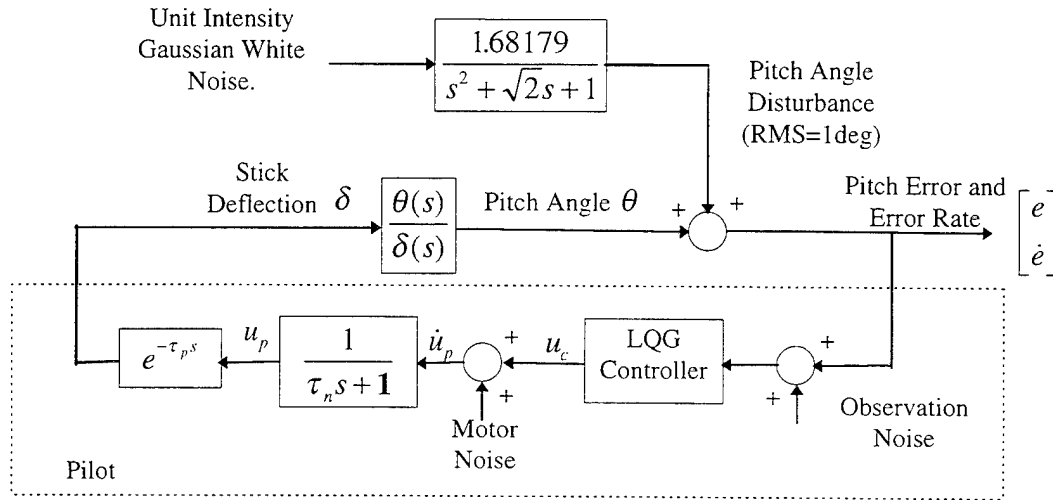 Unit Intensity
Gaussian White
Noise.
1.68179
s² + √2s + 1
Pitch Angle
Disturbance
(RMS=1deg)
Stick
Deflection δ
θ(s)
δ(s)
Pitch Angle θ
+
+
Pitch Error and
Error Rate
e
ė
e^{-τ_p s}
u_p
1
τ_n s + 1
u̇_p
+
+
u_c
LQG
Controller
+
+
Motor
Noise
Observation
Noise
Pilot